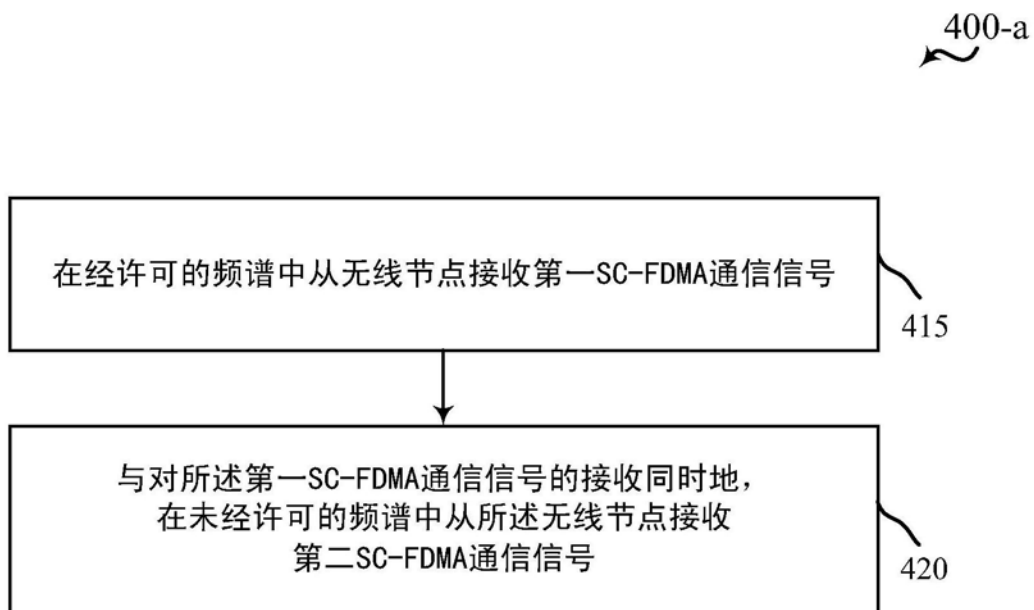 400-a
在经许可的频谱中从无线节点接收第一SC-FDMA通信信号
415
与对所述第一SC-FDMA通信信号的接收同时地，
在未经许可的频谱中从所述无线节点接收
第二SC-FDMA通信信号
420